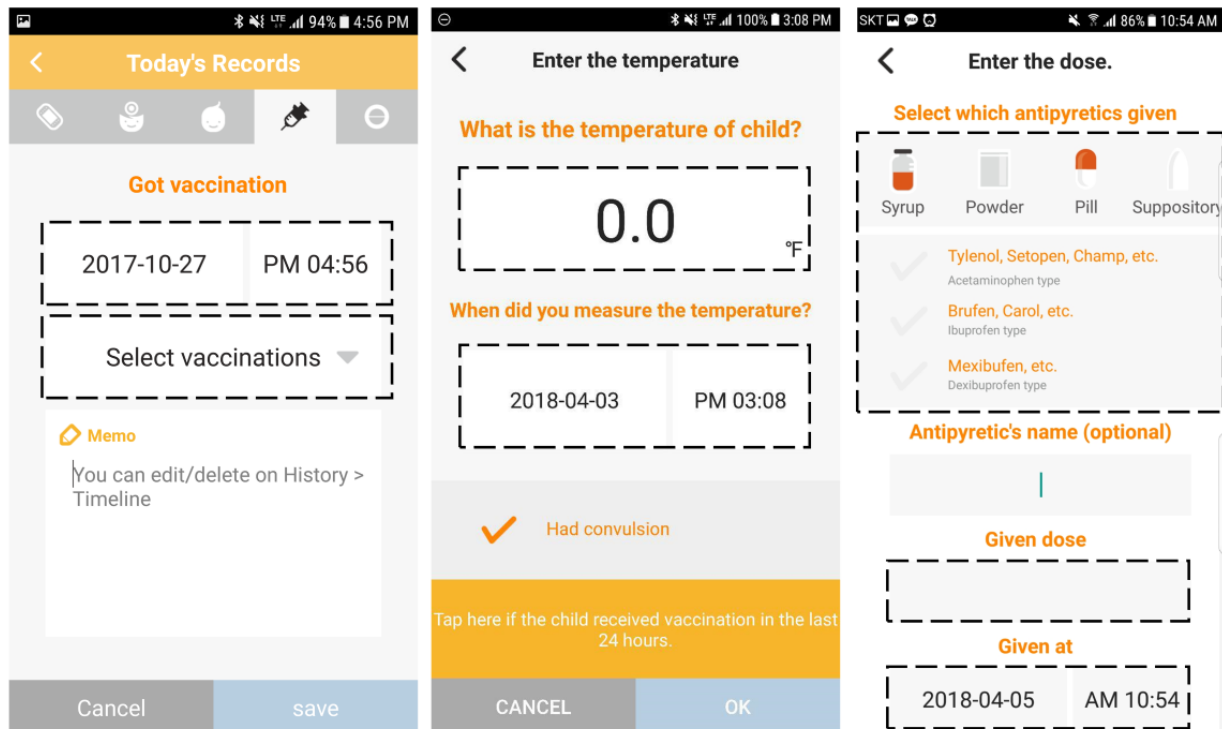 94% 4:56 PM
Today's Records
Got vaccination
2017-10-27 PM 04:56
Select vaccinations
Memo
You can edit/delete on History >
Timeline
Cancel save
LTE 100% 3:08 PM
Enter the temperature
What is the temperature of child?
0.0
°F
When did you measure the temperature?
2018-04-03 PM 03:08
Had convulsion
Tap here if the child received vaccination in the last
24 hours.
CANCEL OK
SKT 86% 10:54 AM
Enter the dose.
Select which antipyretics given
Syrup Powder Pill Suppository
Tylenol, Setopen, Champ, etc.
Acetaminophen type
Brufen, Carol, etc.
Ibuprofen type
Mexibufen, etc.
Dexibuprofen type
Antipyretic's name (optional)
Given dose
Given at
2018-04-05 AM 10:54